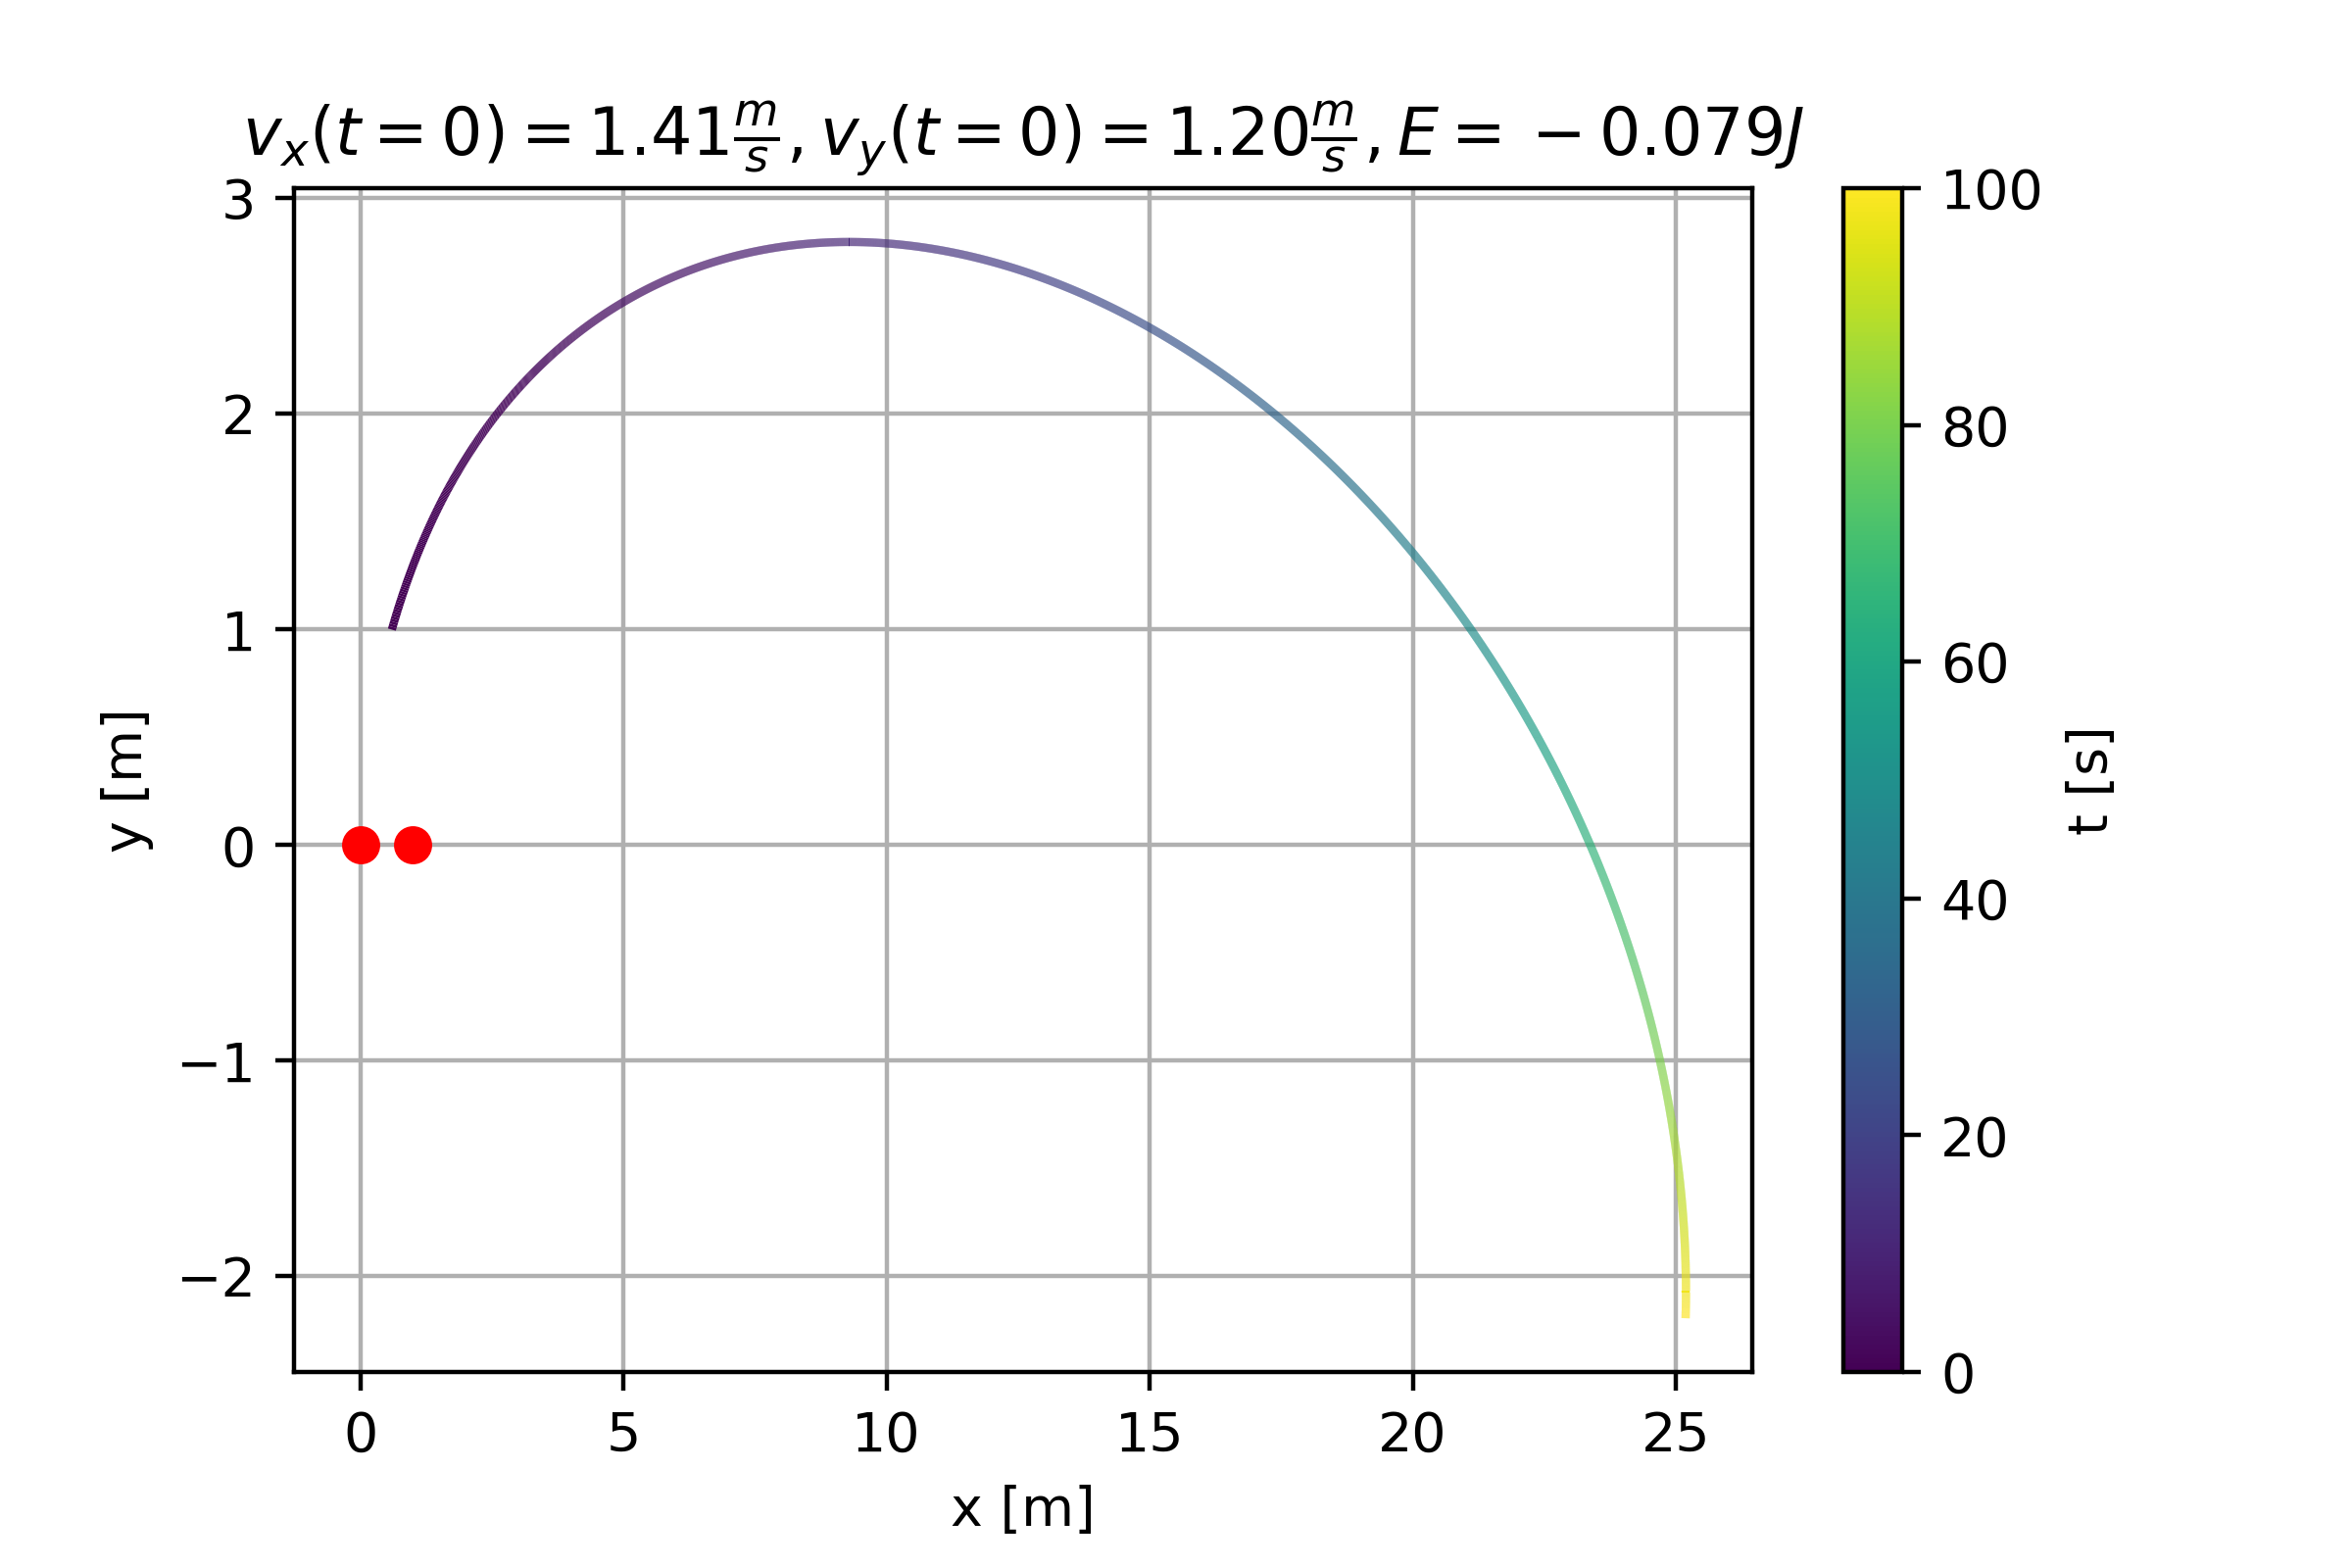 v_x(t = 0) = 1.41 m/s, v_y(t = 0) = 1.20 m/s, E = −0.079J
3
2
1
0
−1
−2
y [m]
0 5 10 15 20 25
x [m]
100
80
60
40
20
0
t [s]